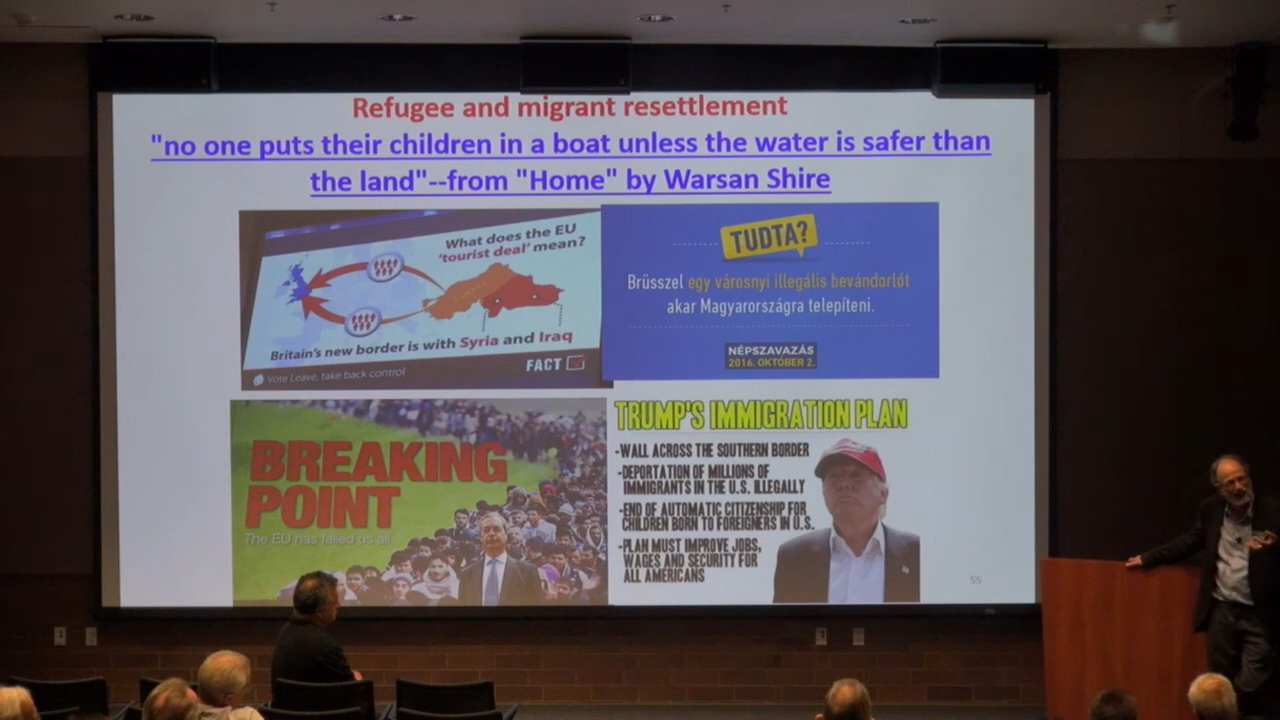 Refugee and migrant resettlement
"no one puts their children in a boat unless the water is safer than
the land"--from "Home" by Warsan Shire
What does the EU
'tourist deal' mean?
Britain's new border is with Syria and Iraq
FACT
Vote Leave, take back control
TUDTA?
Brüsszel egy városnyi illegális bevándorlót
akar Magyarországra telepíteni.
NÉPSZAVAZÁS
2016. OKTÓBER 2.
BREAKING
POINT
The EU has failed us all
TRUMP'S IMMIGRATION PLAN
-WALL ACROSS THE SOUTHERN BORDER
-DEPORTATION OF MILLIONS OF
IMMIGRANTS IN THE U.S. ILLEGALLY
-END OF AUTOMATIC CITIZENSHIP FOR
CHILDREN BORN TO FOREIGNERS IN U.S.
-PLAN MUST IMPROVE JOBS,
WAGES AND SECURITY FOR
ALL AMERICANS
55